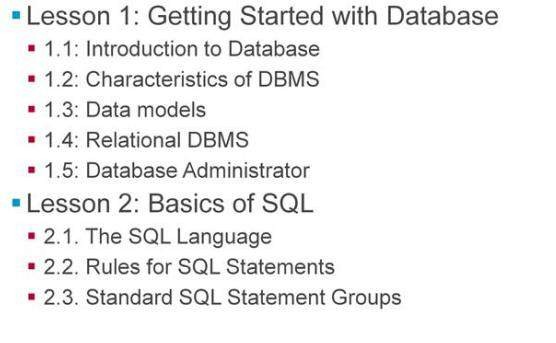 Lesson 1: Getting Started with Database
1.1: Introduction to Database
1.2: Characteristics of DBMS
1.3: Data models
1.4: Relational DBMS
1.5: Database Administrator
Lesson 2: Basics of SQL
2.1. The SQL Language
2.2. Rules for SQL Statements
2.3. Standard SQL Statement Groups